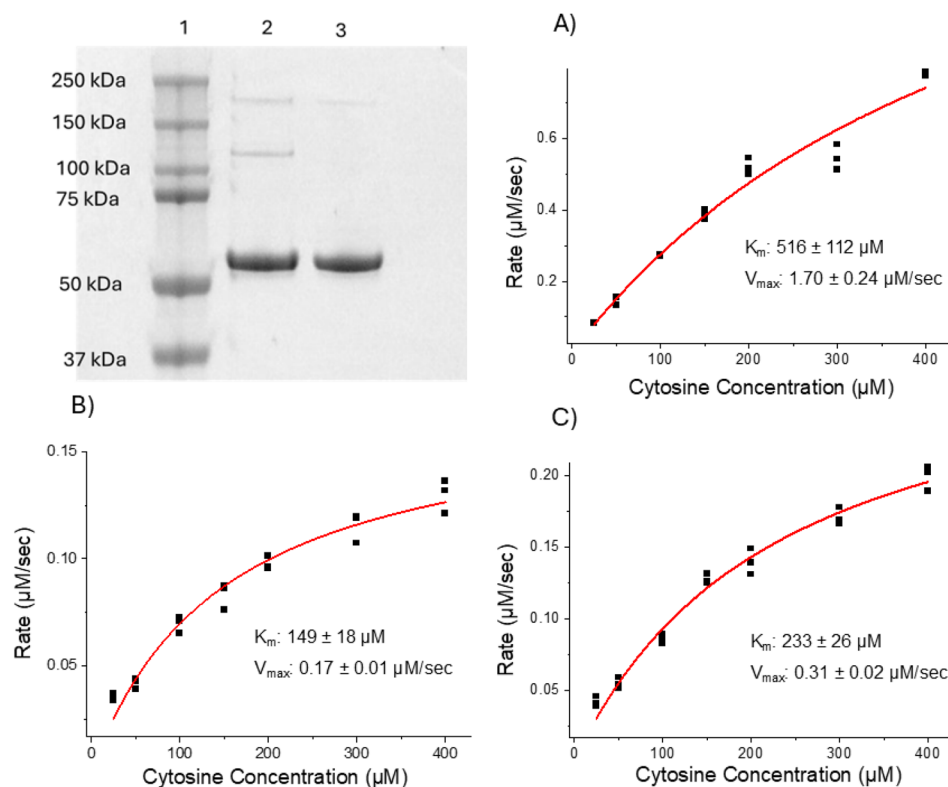 1 2 3
250 kDa
150 kDa
100 kDa
75 kDa
50 kDa
37 kDa
A)
0.6
0.4
0.2
Rate (µM/sec)
Kₘ: 516 ± 112 µM
Vₘₐₓ: 1.70 ± 0.24 µM/sec
0 100 200 300 400
Cytosine Concentration (µM)
B)
0.15
0.10
0.05
Rate (µM/sec)
Kₘ: 149 ± 18 µM
Vₘₐₓ: 0.17 ± 0.01 µM/sec
0 100 200 300 400
Cytosine Concentration (µM)
C)
0.20
0.15
0.10
0.05
Rate (µM/sec)
Kₘ: 233 ± 26 µM
Vₘₐₓ: 0.31 ± 0.02 µM/sec
0 100 200 300 400
Cytosine Concentration (µM)